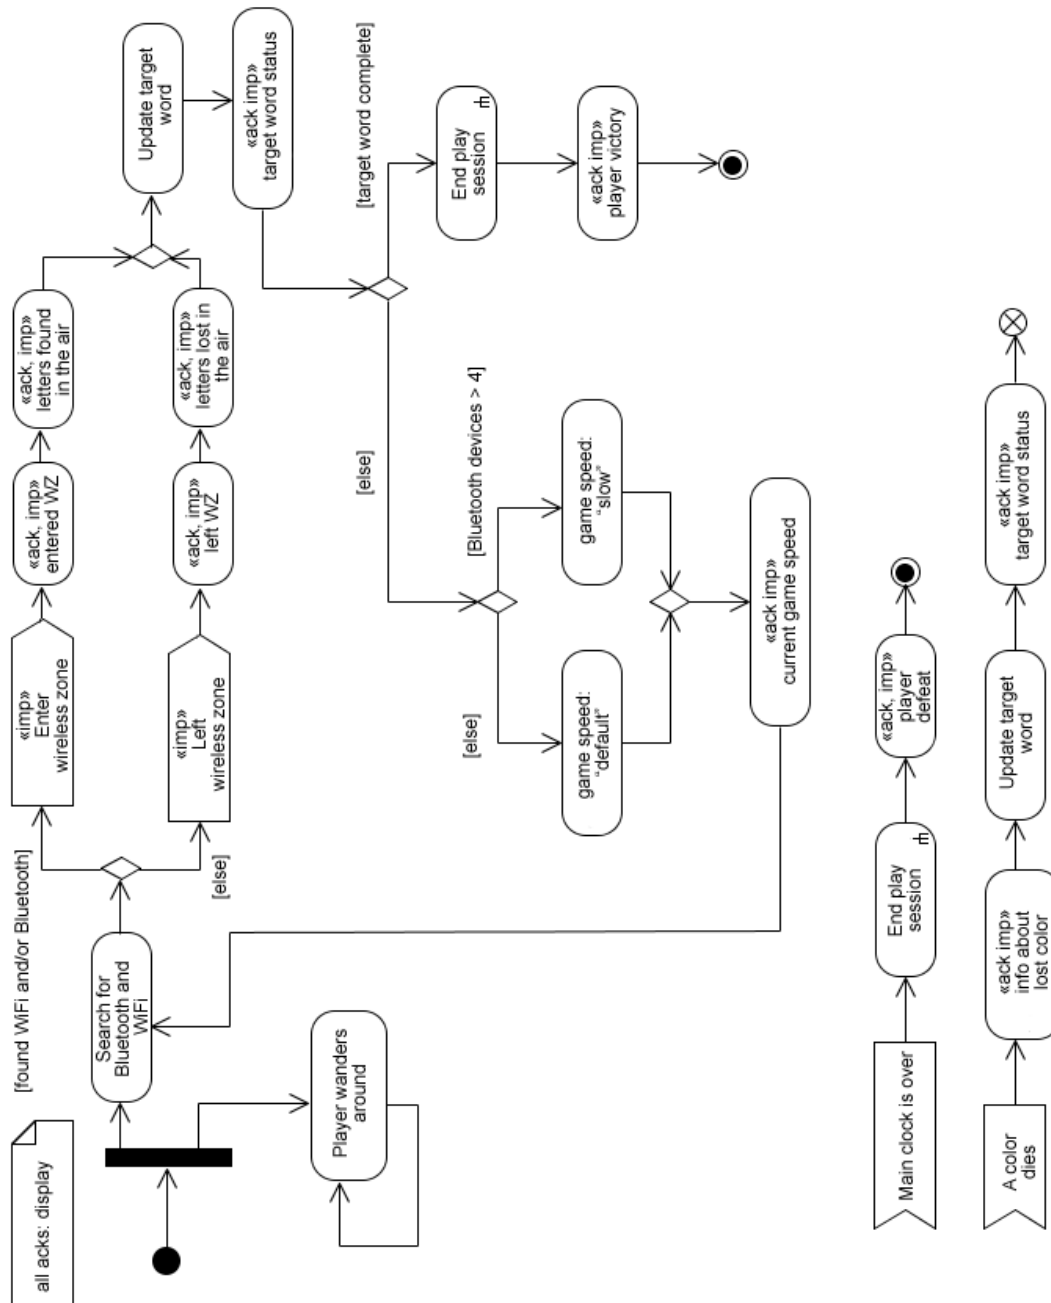 all acks: display
[found WiFi and/or Bluetooth]
Search for
Bluetooth and
WiFi
[else]
«imp»
Enter
wireless zone
«imp»
Left
wireless zone
«ack, imp»
entered WZ
«ack, imp»
left WZ
«ack, imp»
letters found
in the air
«ack, imp»
letters lost in
the air
Update target
word
«ack imp»
target word status
[target word complete]
End play
session
«ack imp»
player victory
[else]
[Bluetooth devices > 4]
game speed:
“slow”
[else]
game speed:
“default”
«ack imp»
current game speed
Player wanders
around
Main clock is over
End play
session
«ack, imp»
player
defeat
A color
dies
«ack imp»
info about
lost color
Update target
word
«ack imp»
target word status